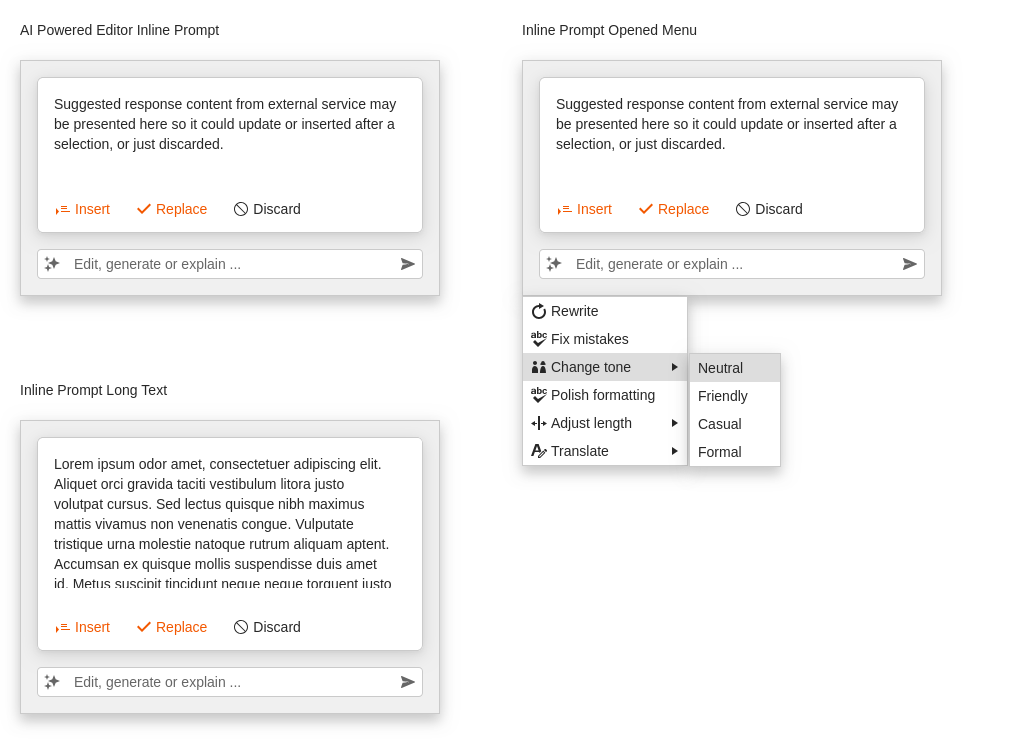 AI Powered Editor Inline Prompt
Suggested response content from external service may
be presented here so it could update or inserted after a
selection, or just discarded.
Insert Replace Discard
Edit, generate or explain ...
Inline Prompt Opened Menu
Suggested response content from external service may
be presented here so it could update or inserted after a
selection, or just discarded.
Insert Replace Discard
Edit, generate or explain ...
Rewrite
abc Fix mistakes
Change tone
abc Polish formatting
Adjust length
Translate
Neutral
Friendly
Casual
Formal
Inline Prompt Long Text
Lorem ipsum odor amet, consectetuer adipiscing elit.
Aliquet orci gravida taciti vestibulum litora justo
volutpat cursus. Sed lectus quisque nibh maximus
mattis vivamus non venenatis congue. Vulputate
tristique urna molestie natoque rutrum aliquam aptent.
Accumsan ex quisque mollis suspendisse duis amet
id. Metus suscipit tincidunt neque neque torquent justo
Insert Replace Discard
Edit, generate or explain ...